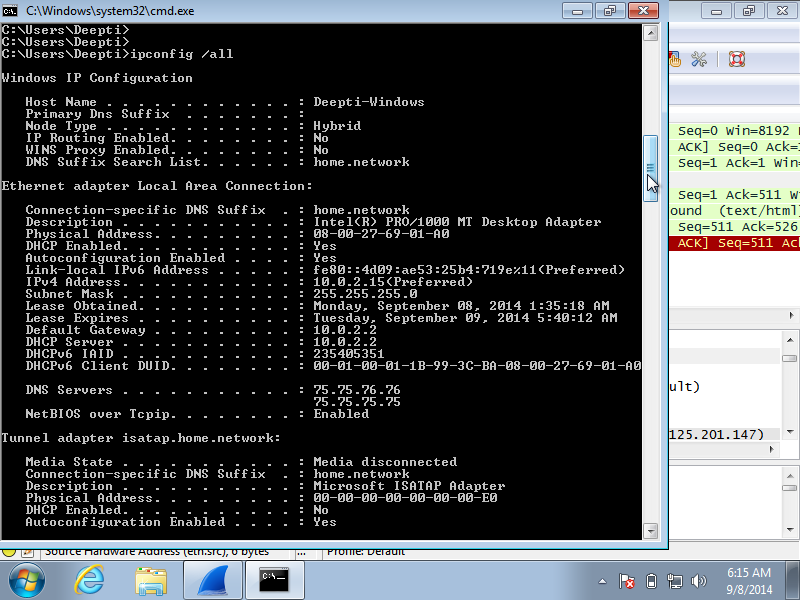 C:\Windows\system32\cmd.exe
C:\Users\Deepti>
C:\Users\Deepti>
C:\Users\Deepti>ipconfig /all
Windows IP Configuration
Host Name . . . . . . . . . . . . : Deepti-Windows
Primary Dns Suffix . . . . . . . :
Node Type . . . . . . . . . . . . : Hybrid
IP Routing Enabled. . . . . . . . : No
WINS Proxy Enabled. . . . . . . . : No
DNS Suffix Search List. . . . . . : home.network
Ethernet adapter Local Area Connection:
Connection-specific DNS Suffix . : home.network
Description . . . . . . . . . . . : Intel(R) PRO/1000 MT Desktop Adapter
Physical Address. . . . . . . . . : 08-00-27-69-01-A0
DHCP Enabled. . . . . . . . . . . : Yes
Autoconfiguration Enabled . . . . : Yes
Link-local IPv6 Address . . . . . : fe80::4d09:ae53:25b4:719e%11(Preferred)
IPv4 Address. . . . . . . . . . . : 10.0.2.15(Preferred)
Subnet Mask . . . . . . . . . . . : 255.255.255.0
Lease Obtained. . . . . . . . . . : Monday, September 08, 2014 1:35:18 AM
Lease Expires . . . . . . . . . . : Tuesday, September 09, 2014 5:40:12 AM
Default Gateway . . . . . . . . . : 10.0.2.2
DHCP Server . . . . . . . . . . . : 10.0.2.2
DHCPv6 IAID . . . . . . . . . . . : 235405351
DHCPv6 Client DUID. . . . . . . . : 00-01-00-01-1B-99-3C-BA-08-00-27-69-01-A0
DNS Servers . . . . . . . . . . . : 75.75.76.76
75.75.75.75
NetBIOS over Tcpip. . . . . . . . : Enabled
Tunnel adapter isatap.home.network:
Media State . . . . . . . . . . . : Media disconnected
Connection-specific DNS Suffix . : home.network
Description . . . . . . . . . . . : Microsoft ISATAP Adapter
Physical Address. . . . . . . . . : 00-00-00-00-00-00-00-E0
DHCP Enabled. . . . . . . . . . . : No
Autoconfiguration Enabled . . . . : Yes
Seq=0 Win=8192
ACK] Seq=0 Ack=
Seq=1 Ack=1 Win
Seq=1 Ack=511 W
ound (text/html
Seq=511 Ack=526
ACK] Seq=511 Ac
ult)
125.201.147)
Source Hardware Address (eth.src), 6 bytes
...
Profile: Default
C:\_
6:15 AM
9/8/2014